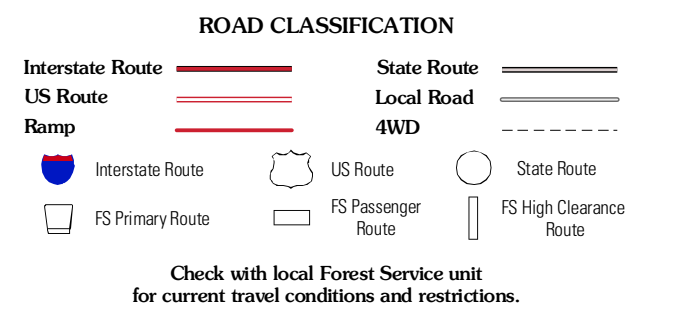 ROAD CLASSIFICATION
Interstate Route
State Route
US Route
Local Road
Ramp
4WD
Interstate Route
US Route
State Route
FS Primary Route
FS Passenger
Route
FS High Clearance
Route
Check with local Forest Service unit
for current travel conditions and restrictions.